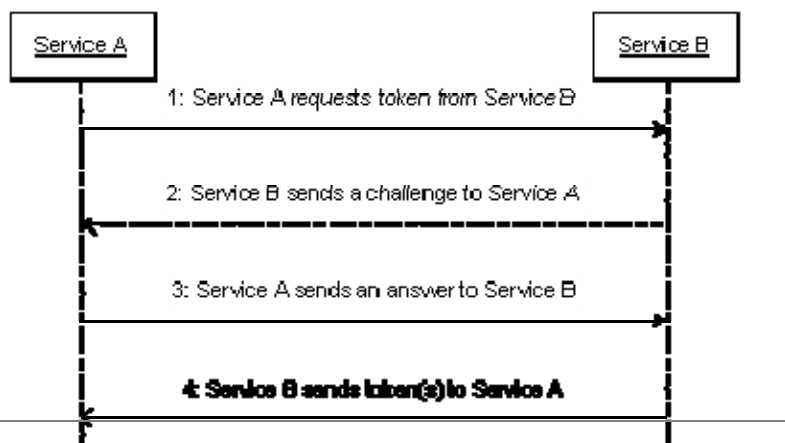 Service A
Service B
1: Service A requests token from Service B
2: Service B sends a challenge to Service A
3: Service A sends an answer to Service B
4: Service B sends token(s) to Service A